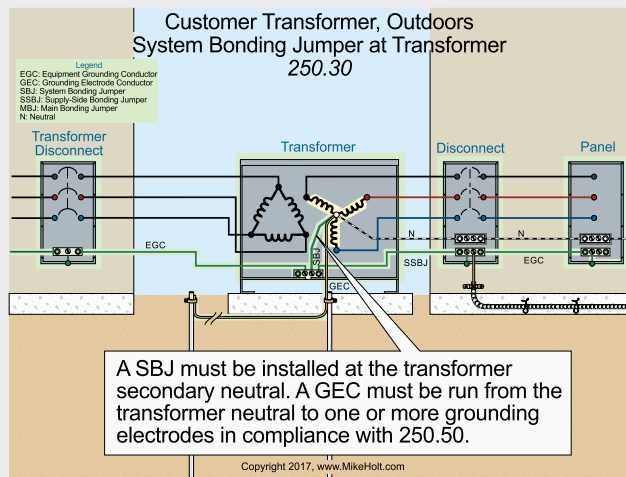 Customer Transformer, Outdoors
System Bonding Jumper at Transformer
250.30
Legend
EGC: Equipment Grounding Conductor
GEC: Grounding Electrode Conductor
SBJ: System Bonding Jumper
SSBJ: Supply-Side Bonding Jumper
MBJ: Main Bonding Jumper
N: Neutral
Transformer
Disconnect
Transformer
Disconnect
Panel
N
N
EGC
SBJ
SSBJ
EGC
GEC
A SBJ must be installed at the transformer
secondary neutral. A GEC must be run from the
transformer neutral to one or more grounding
electrodes in compliance with 250.50.
Copyright 2017, www.MikeHolt.com